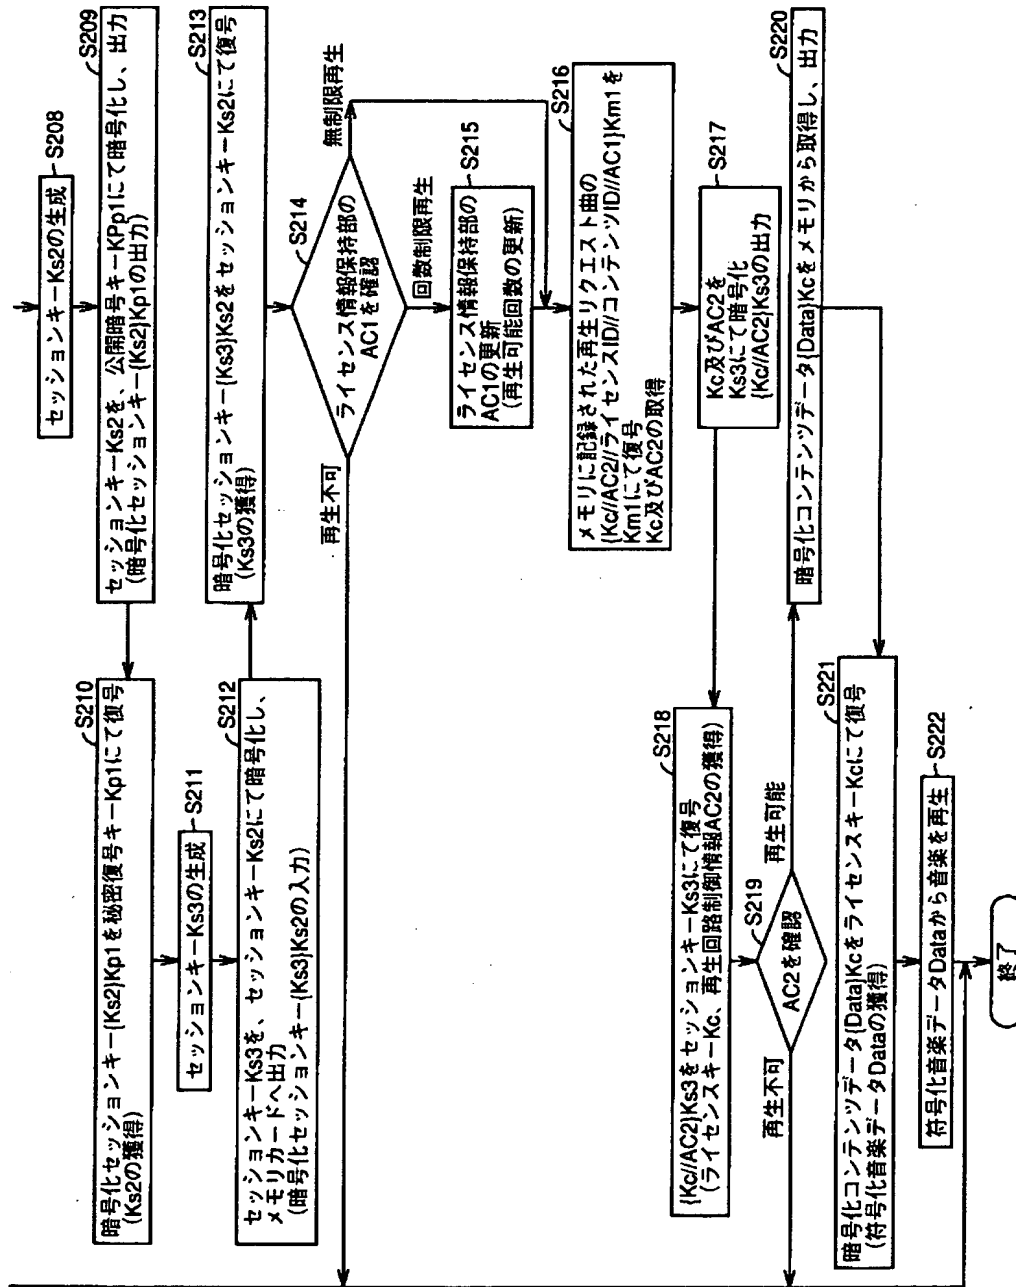 S208
セッションキーKs2の生成
S209
セッションキーKs2を、公開暗号キーKPp1にて暗号化し、出力
(暗号化セッションキー{Ks2}Kp1の出力)
S210
暗号化セッションキー{Ks2}Kp1を秘密復号キーKp1にて復号
(Ks2の獲得)
S211
セッションキーKs3の生成
S212
セッションキーKs3を、セッションキーKs2にて暗号化し、
メモリカードへ出力
(暗号化セッションキー{Ks3}Ks2の入力)
S213
暗号化セッションキー{Ks3}Ks2をセッションキーKs2にて復号
(Ks3の獲得)
S214
ライセンス情報保持部の
AC1を確認
再生不可
回数制限再生
無制限再生
S215
ライセンス情報保持部の
AC1の更新
(再生可能回数の更新)
S216
メモリに記録された再生リクエスト曲の
{Kc//AC2//ライセンスID//コンテンツID//AC1}Km1を
Km1にて復号
Kc及びAC2の取得
S217
Kc及びAC2を
Ks3にて暗号化
{Kc//AC2}Ks3の出力
S218
{Kc//AC2}Ks3をセッションキーKs3にて復号
(ライセンスキーKc、再生回路制御情報AC2の獲得)
S219
AC2を確認
再生不可
再生可能
S220
暗号化コンテンツデータ{Data}Kcをメモリから取得し、出力
S221
暗号化コンテンツデータ{Data}KcをライセンスキーKcにて復号
(符号化音楽データDataの獲得)
S222
符号化音楽データDataから音楽を再生
終了